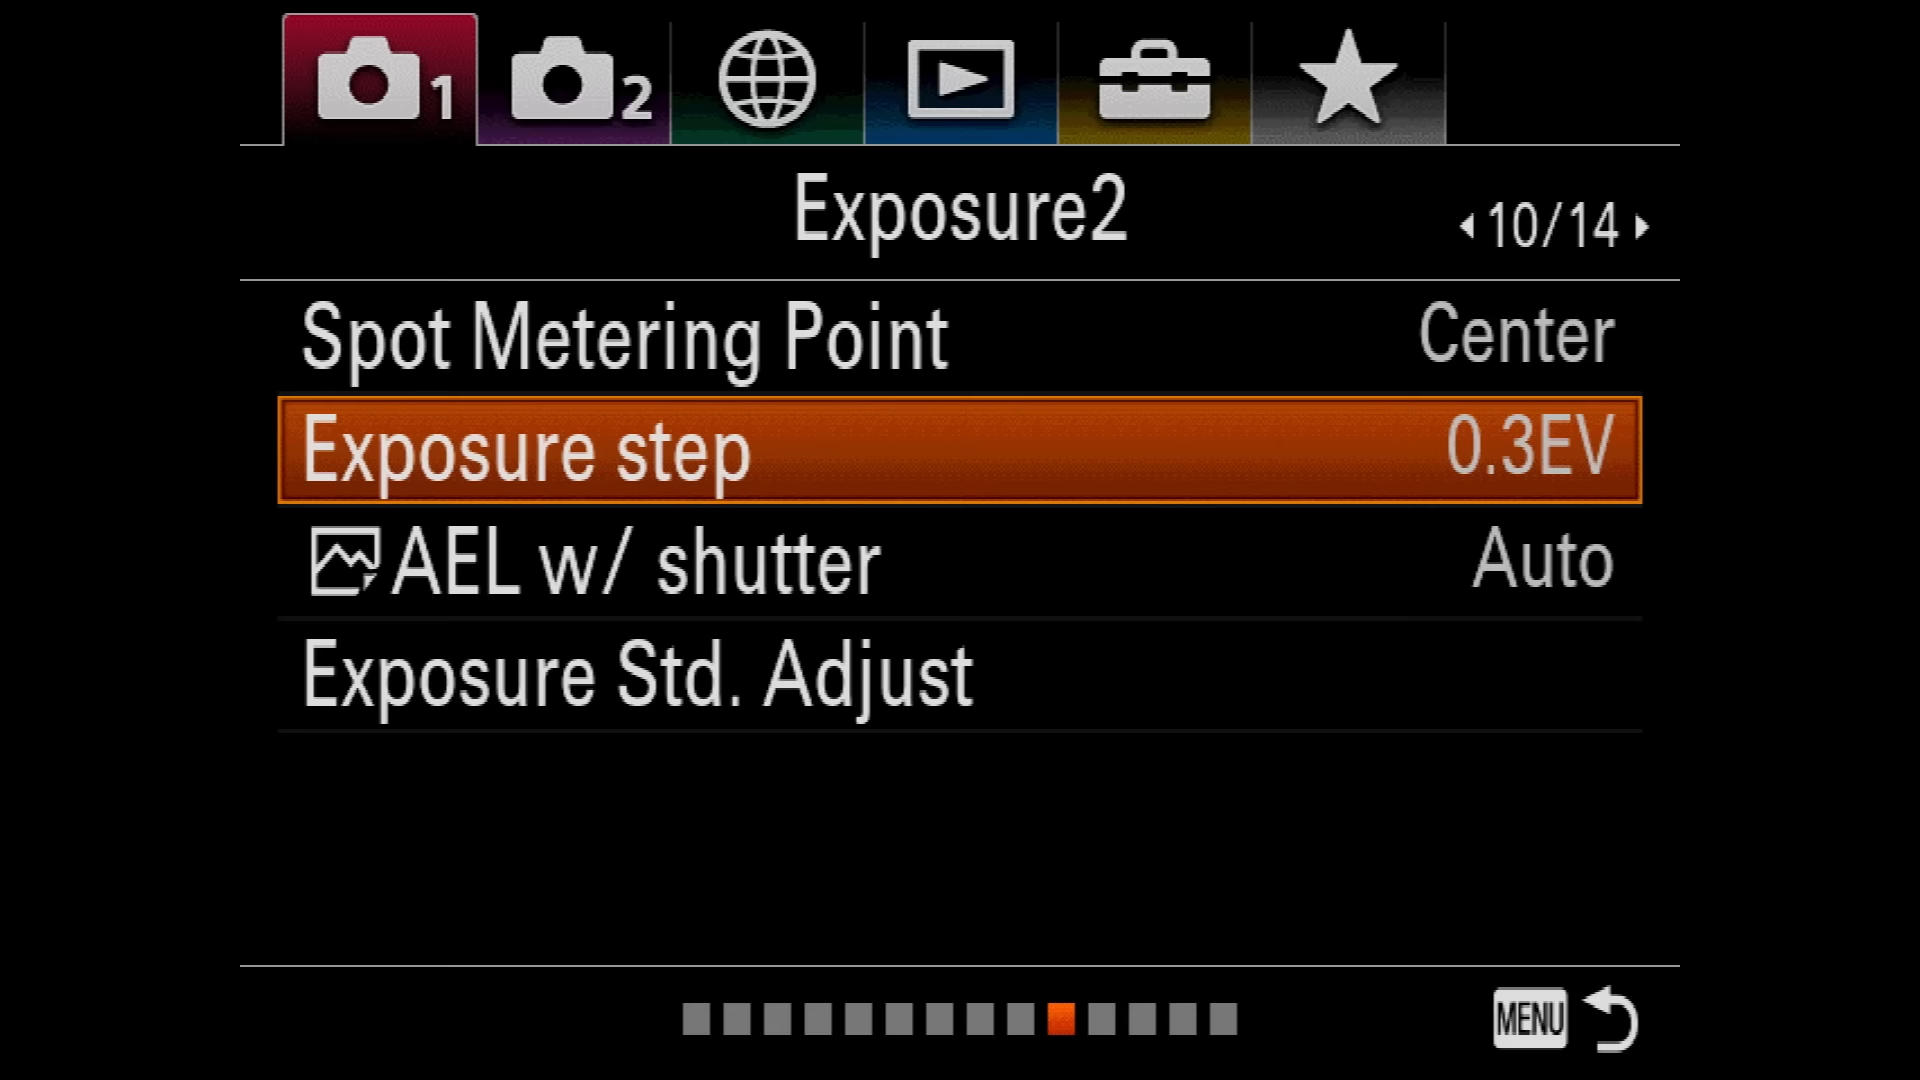 1
2
Exposure2
10/14
Spot Metering Point Center
Exposure step 0.3EV
AEL w/ shutter Auto
Exposure Std. Adjust
MENU